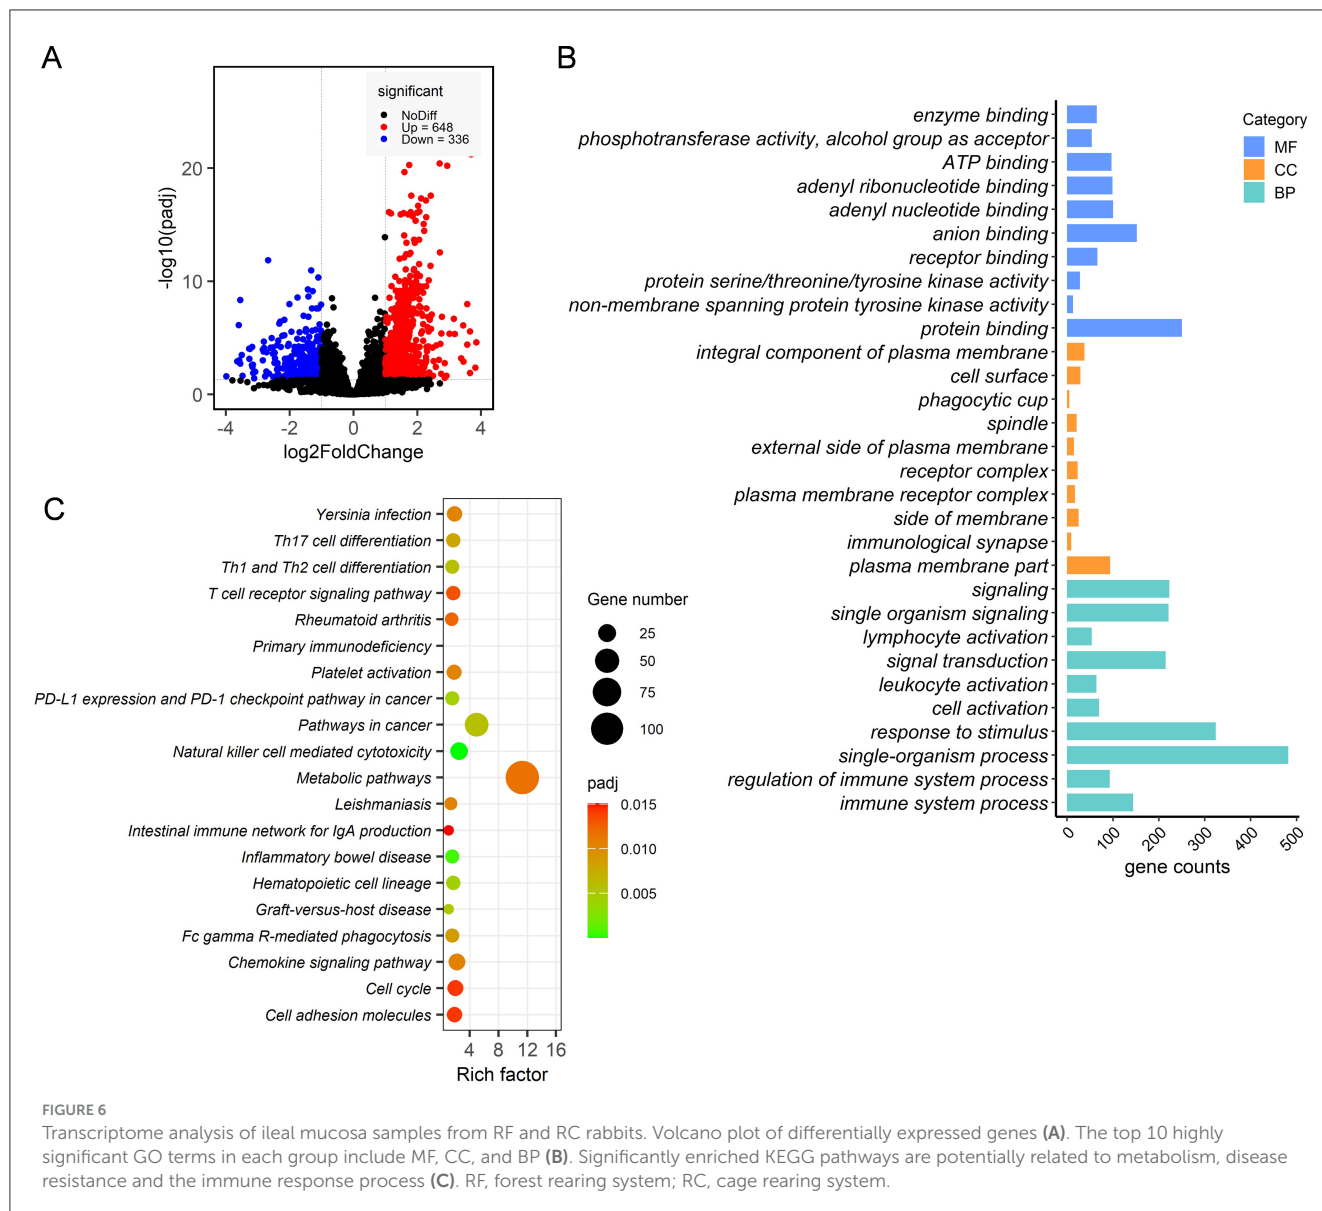 A
significant
NoDiff
Up = 648
Down = 336
20
10
0
-log10(padj)
-4 -2 0 2 4
log2FoldChange
B
enzyme binding
phosphotransferase activity, alcohol group as acceptor
ATP binding
adenyl ribonucleotide binding
adenyl nucleotide binding
anion binding
receptor binding
protein serine/threonine/tyrosine kinase activity
non-membrane spanning protein tyrosine kinase activity
protein binding
integral component of plasma membrane
cell surface
phagocytic cup
spindle
external side of plasma membrane
receptor complex
plasma membrane receptor complex
side of membrane
immunological synapse
plasma membrane part
signaling
single organism signaling
lymphocyte activation
signal transduction
leukocyte activation
cell activation
response to stimulus
single-organism process
regulation of immune system process
immune system process
0 100 200 300 400 500
gene counts
Category
MF
CC
BP
C
Yersinia infection
Th17 cell differentiation
Th1 and Th2 cell differentiation
T cell receptor signaling pathway
Rheumatoid arthritis
Primary immunodeficiency
Platelet activation
PD-L1 expression and PD-1 checkpoint pathway in cancer
Pathways in cancer
Natural killer cell mediated cytotoxicity
Metabolic pathways
Leishmaniasis
Intestinal immune network for IgA production
Inflammatory bowel disease
Hematopoietic cell lineage
Graft-versus-host disease
Fc gamma R-mediated phagocytosis
Chemokine signaling pathway
Cell cycle
Cell adhesion molecules
4 8 12 16
Rich factor
Gene number
25
50
75
100
padj
0.015
0.010
0.005
FIGURE 6
Transcriptome analysis of ileal mucosa samples from RF and RC rabbits. Volcano plot of differentially expressed genes (A). The top 10 highly
significant GO terms in each group include MF, CC, and BP (B). Significantly enriched KEGG pathways are potentially related to metabolism, disease
resistance and the immune response process (C). RF, forest rearing system; RC, cage rearing system.